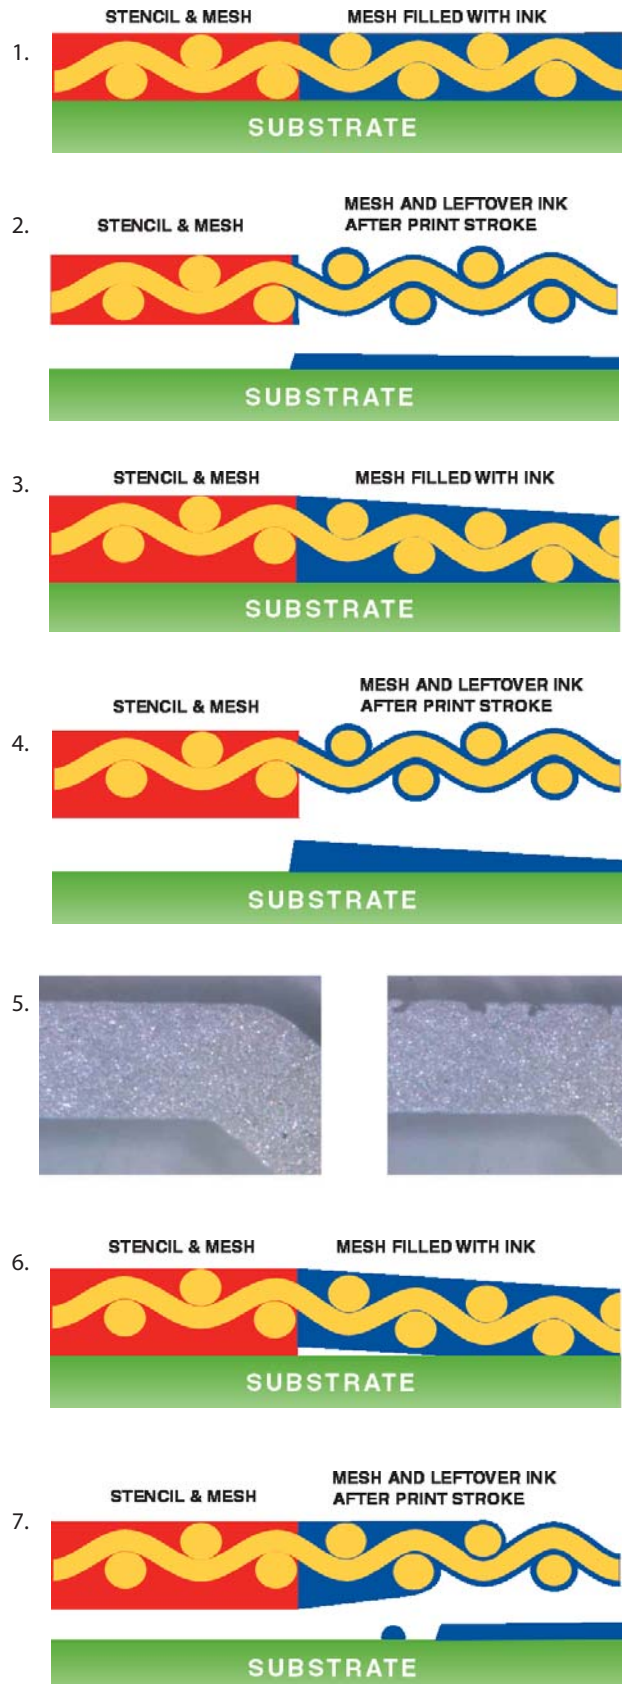 1.
STENCIL & MESH
MESH FILLED WITH INK
SUBSTRATE
2.
STENCIL & MESH
MESH AND LEFTOVER INK
AFTER PRINT STROKE
SUBSTRATE
3.
STENCIL & MESH
MESH FILLED WITH INK
SUBSTRATE
4.
STENCIL & MESH
MESH AND LEFTOVER INK
AFTER PRINT STROKE
SUBSTRATE
5.
6.
STENCIL & MESH
MESH FILLED WITH INK
SUBSTRATE
7.
STENCIL & MESH
MESH AND LEFTOVER INK
AFTER PRINT STROKE
SUBSTRATE